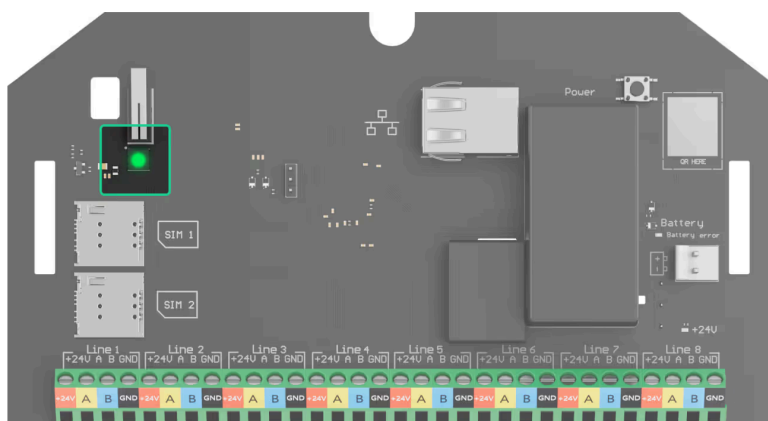 Power
QR HERE
SIM 1
Battery
Battery error
+ -
SIM 2
+24V
Line 1 Line 2 Line 3 Line 4 Line 5 Line 6 Line 7 Line 8
+24V A B GND +24V A B GND +24V A B GND +24V A B GND +24V A B GND +24V A B GND +24V A B GND +24V A B GND
+24V A B GND +24V A B GND +24V A B GND +24V A B GND +24V A B GND +24V A B GND +24V A B GND +24V A B GND